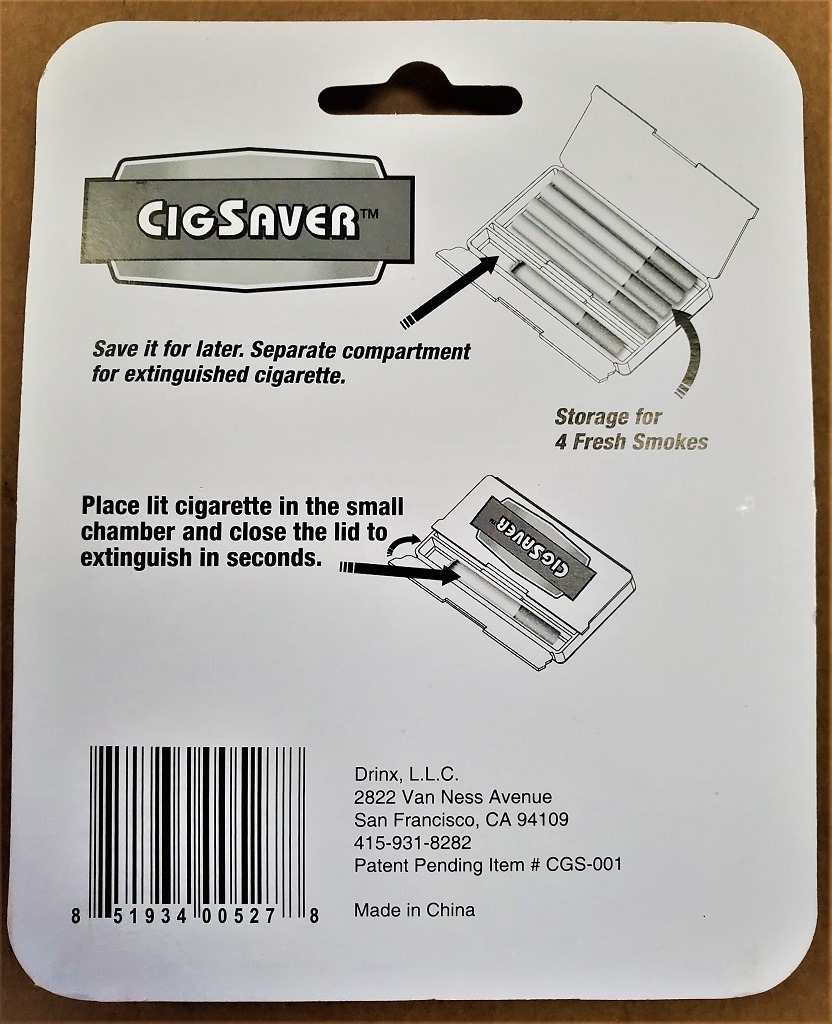 CIGSAVER™
Save it for later. Separate compartment
for extinguished cigarette.
Storage for
4 Fresh Smokes
Place lit cigarette in the small
chamber and close the lid to
extinguish in seconds.
CIGSAVER™
8 51934 00527 8
Drinx, L.L.C.
2822 Van Ness Avenue
San Francisco, CA 94109
415-931-8282
Patent Pending Item # CGS-001
Made in China